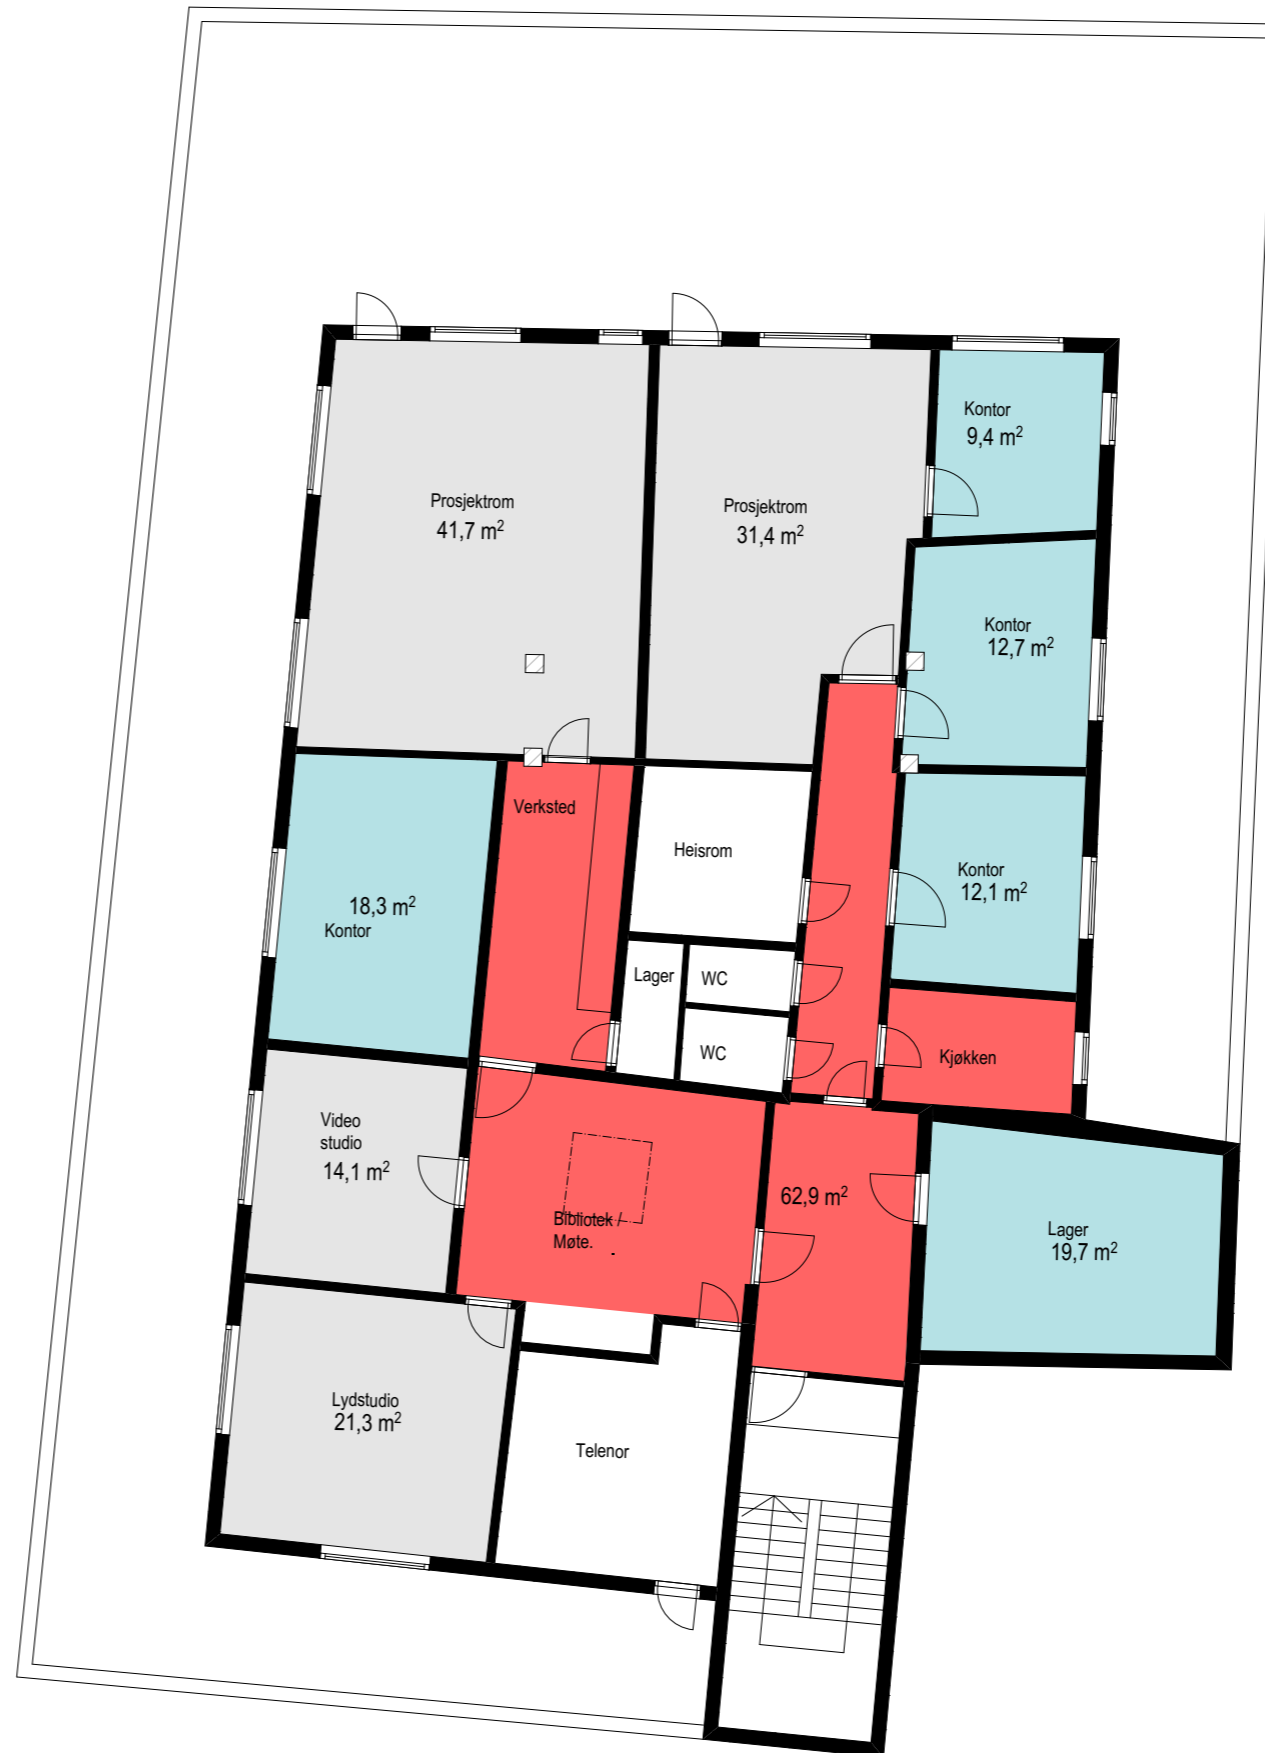 Kontor
9,4 m²
Prosjektrom
41,7 m²
Prosjektrom
31,4 m²
Kontor
12,7 m²
Verksted
Heisrom
Kontor
12,1 m²
18,3 m²
Kontor
Lager
WC
WC
Kjøkken
Video
studio
14,1 m²
62,9 m²
Bibliotek /
Møte.
Lager
19,7 m²
Lydstudio
21,3 m²
Telenor